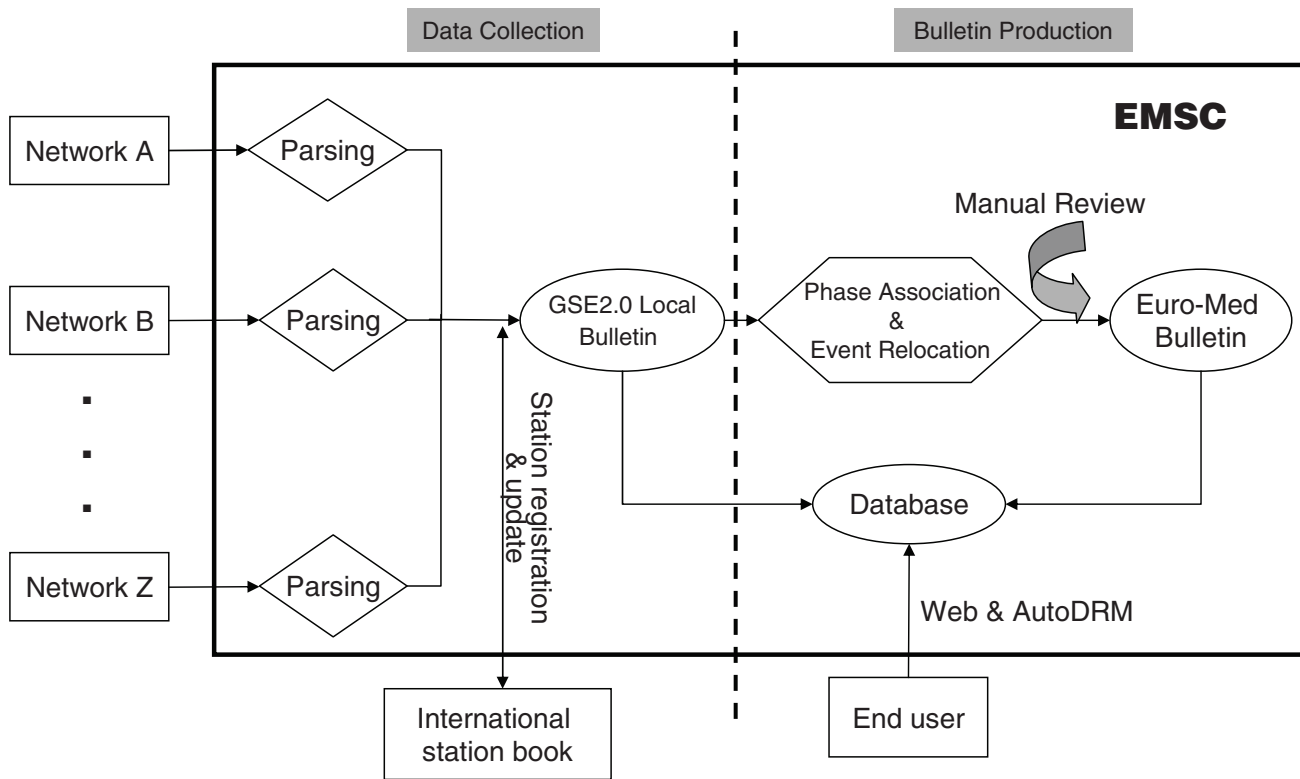 Data Collection
Bulletin Production
EMSC
Network A
Parsing
Manual Review
Network B
Parsing
GSE2.0 Local
Bulletin
Phase Association
&
Event Relocation
Euro-Med
Bulletin
Station registration
& update
Database
Network Z
Parsing
Web & AutoDRM
International
station book
End user